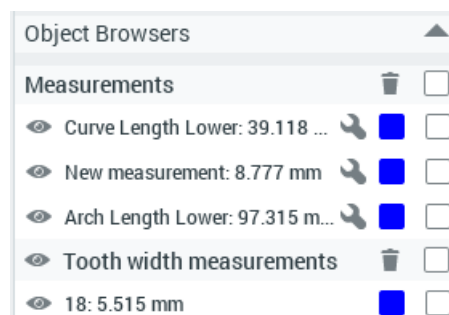 Object Browsers
Measurements
Curve Length Lower: 39.118 ...
New measurement: 8.777 mm
Arch Length Lower: 97.315 m...
Tooth width measurements
18: 5.515 mm